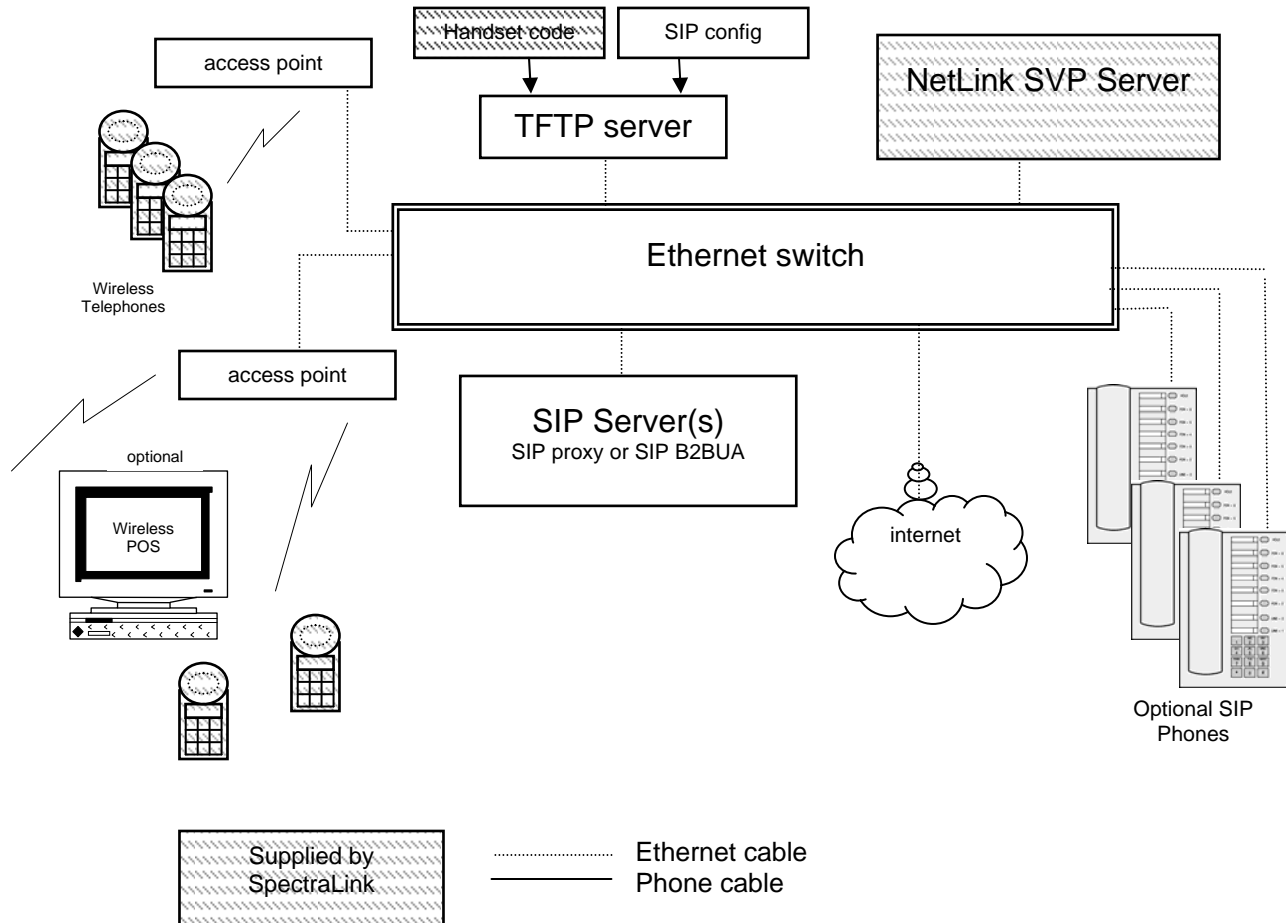 Handset code
SIP config
access point
NetLink SVP Server
TFTP server
Ethernet switch
Wireless
Telephones
access point
SIP Server(s)
SIP proxy or SIP B2BUA
optional
Wireless
POS
internet
Optional SIP
Phones
Supplied by
SpectraLink
Ethernet cable
Phone cable